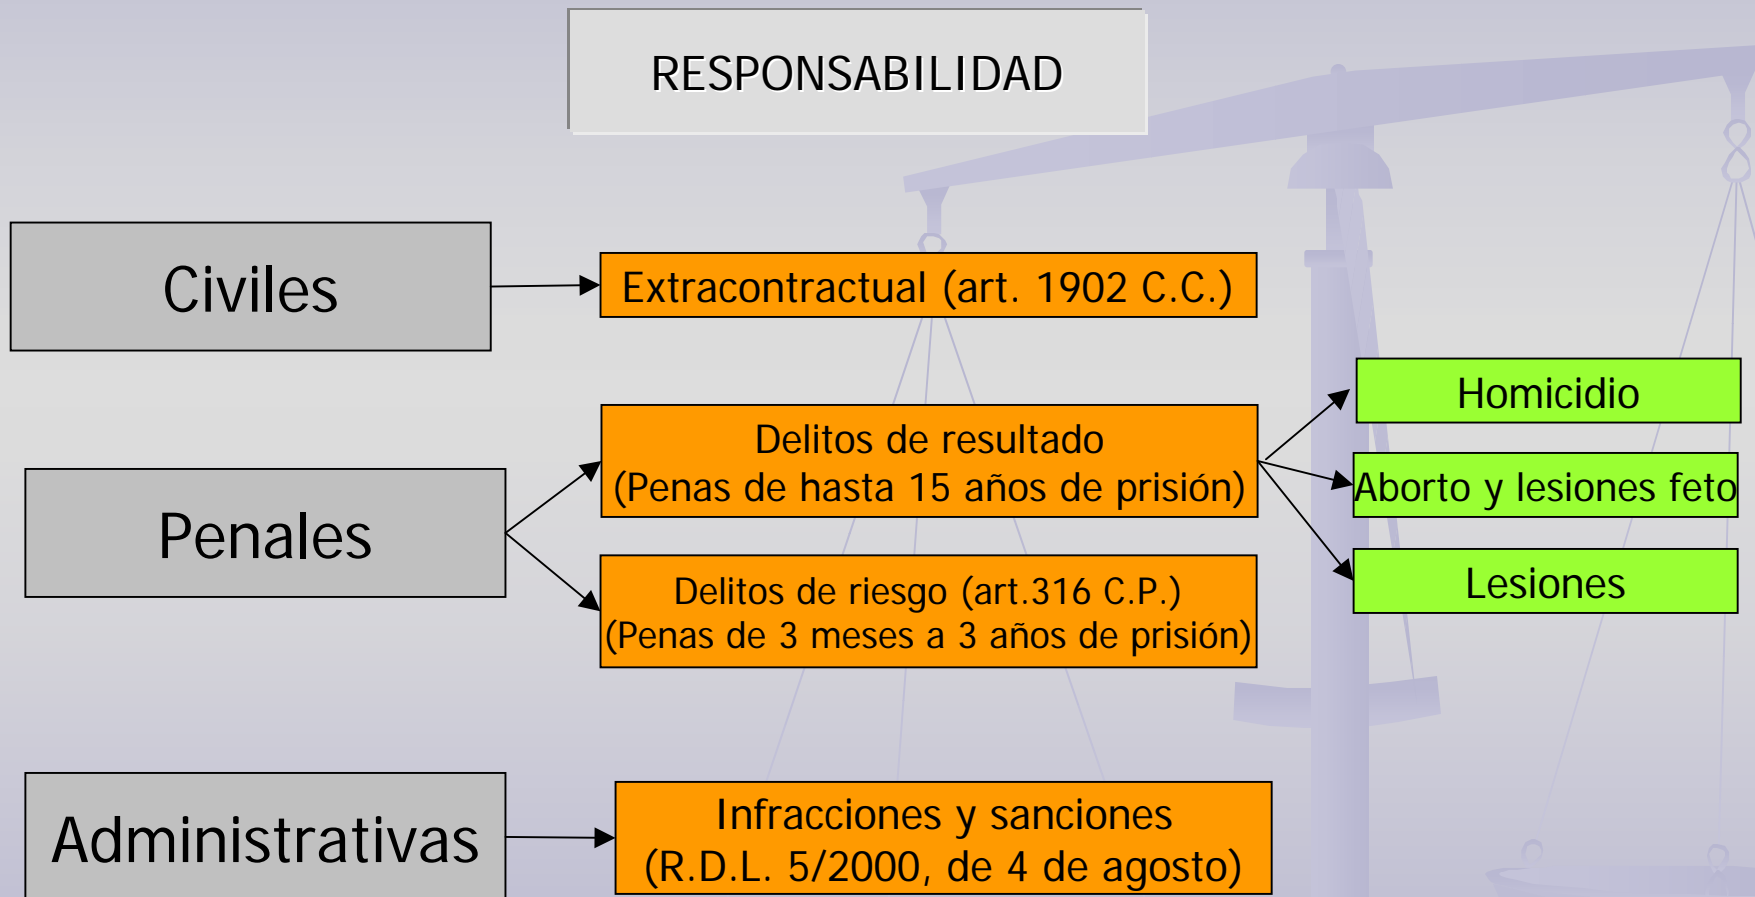 RESPONSABILIDAD
Civiles
Extracontractual (art. 1902 C.C.)
Penales
Delitos de resultado
(Penas de hasta 15 años de prisión)
Homicidio
Aborto y lesiones feto
Lesiones
Delitos de riesgo (art.316 C.P.)
(Penas de 3 meses a 3 años de prisión)
Administrativas
Infracciones y sanciones
(R.D.L. 5/2000, de 4 de agosto)